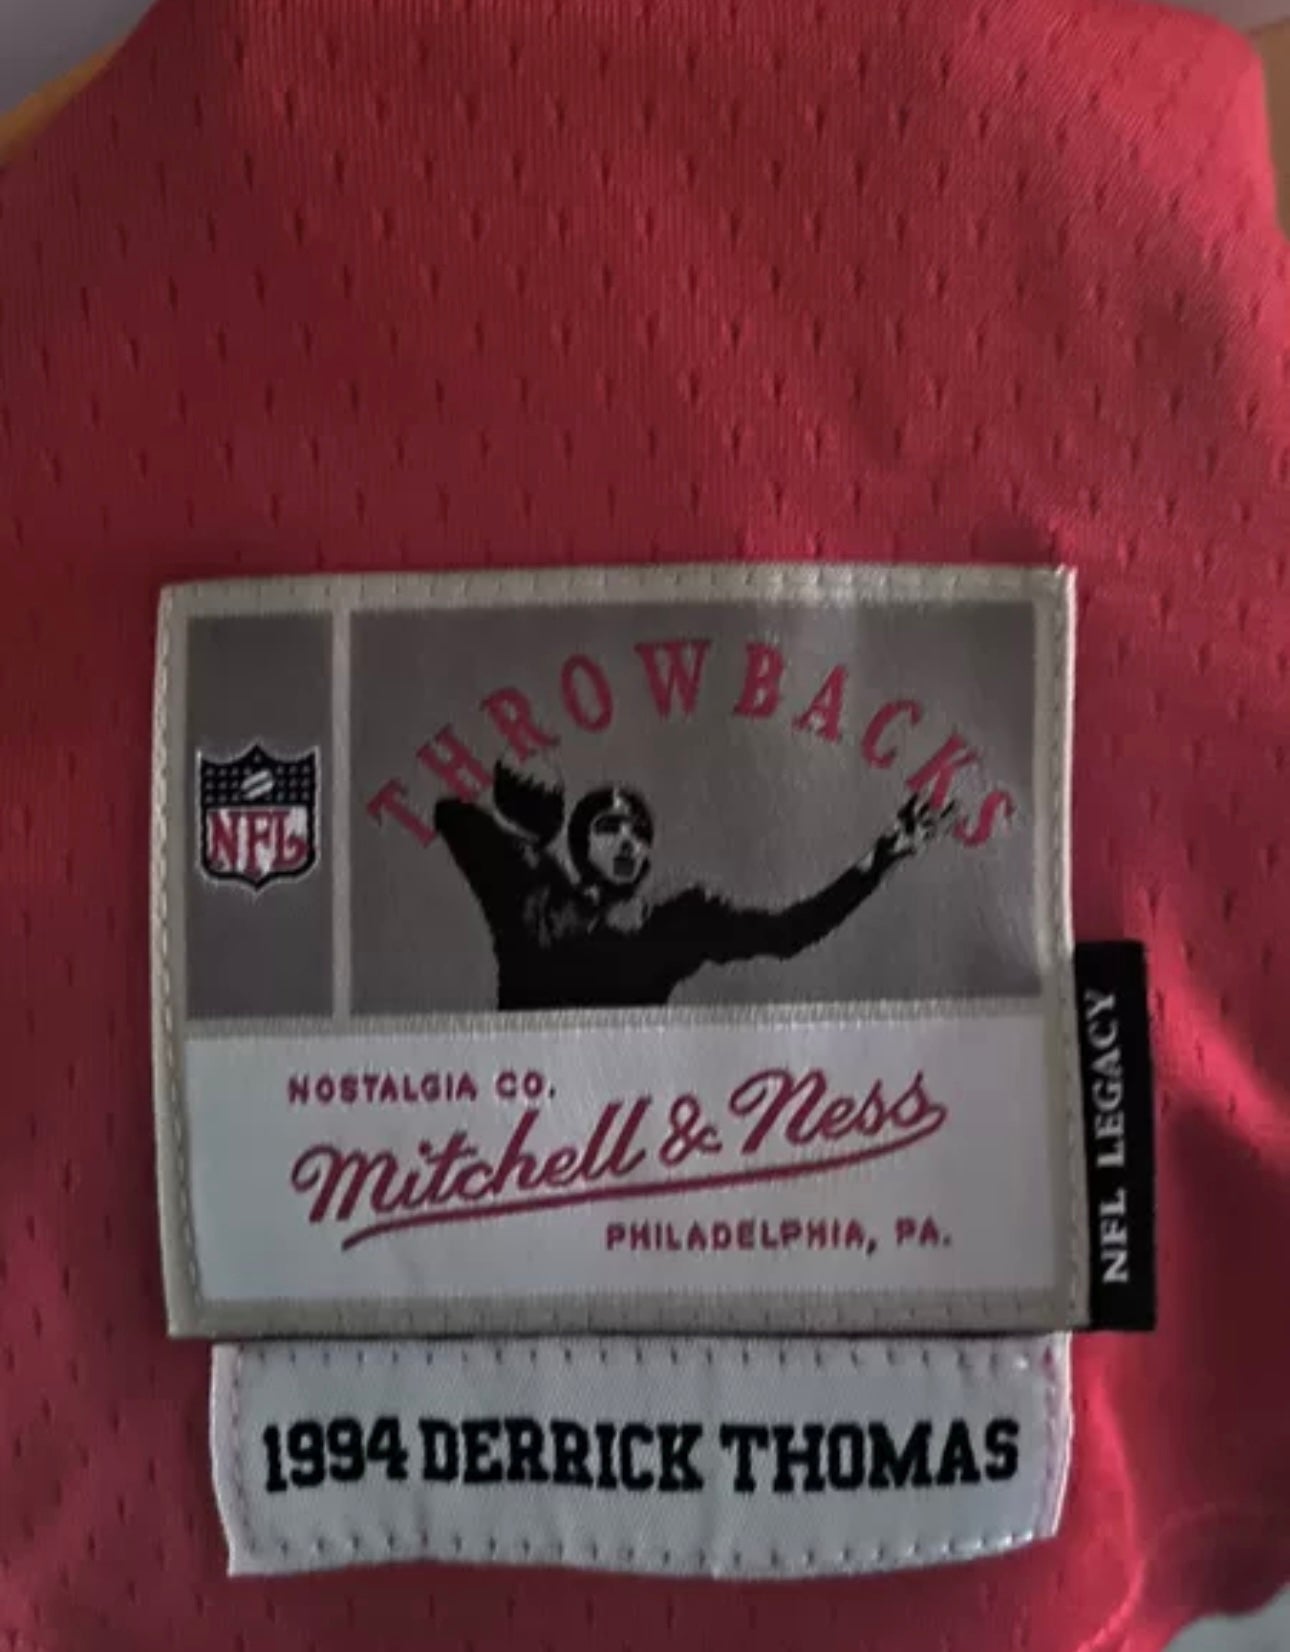 THROWBACKS
NFL
NOSTALGIA CO.
Mitchell & Ness
PHILADELPHIA, PA.
NFL LEGACY
1994 DERRICK THOMAS